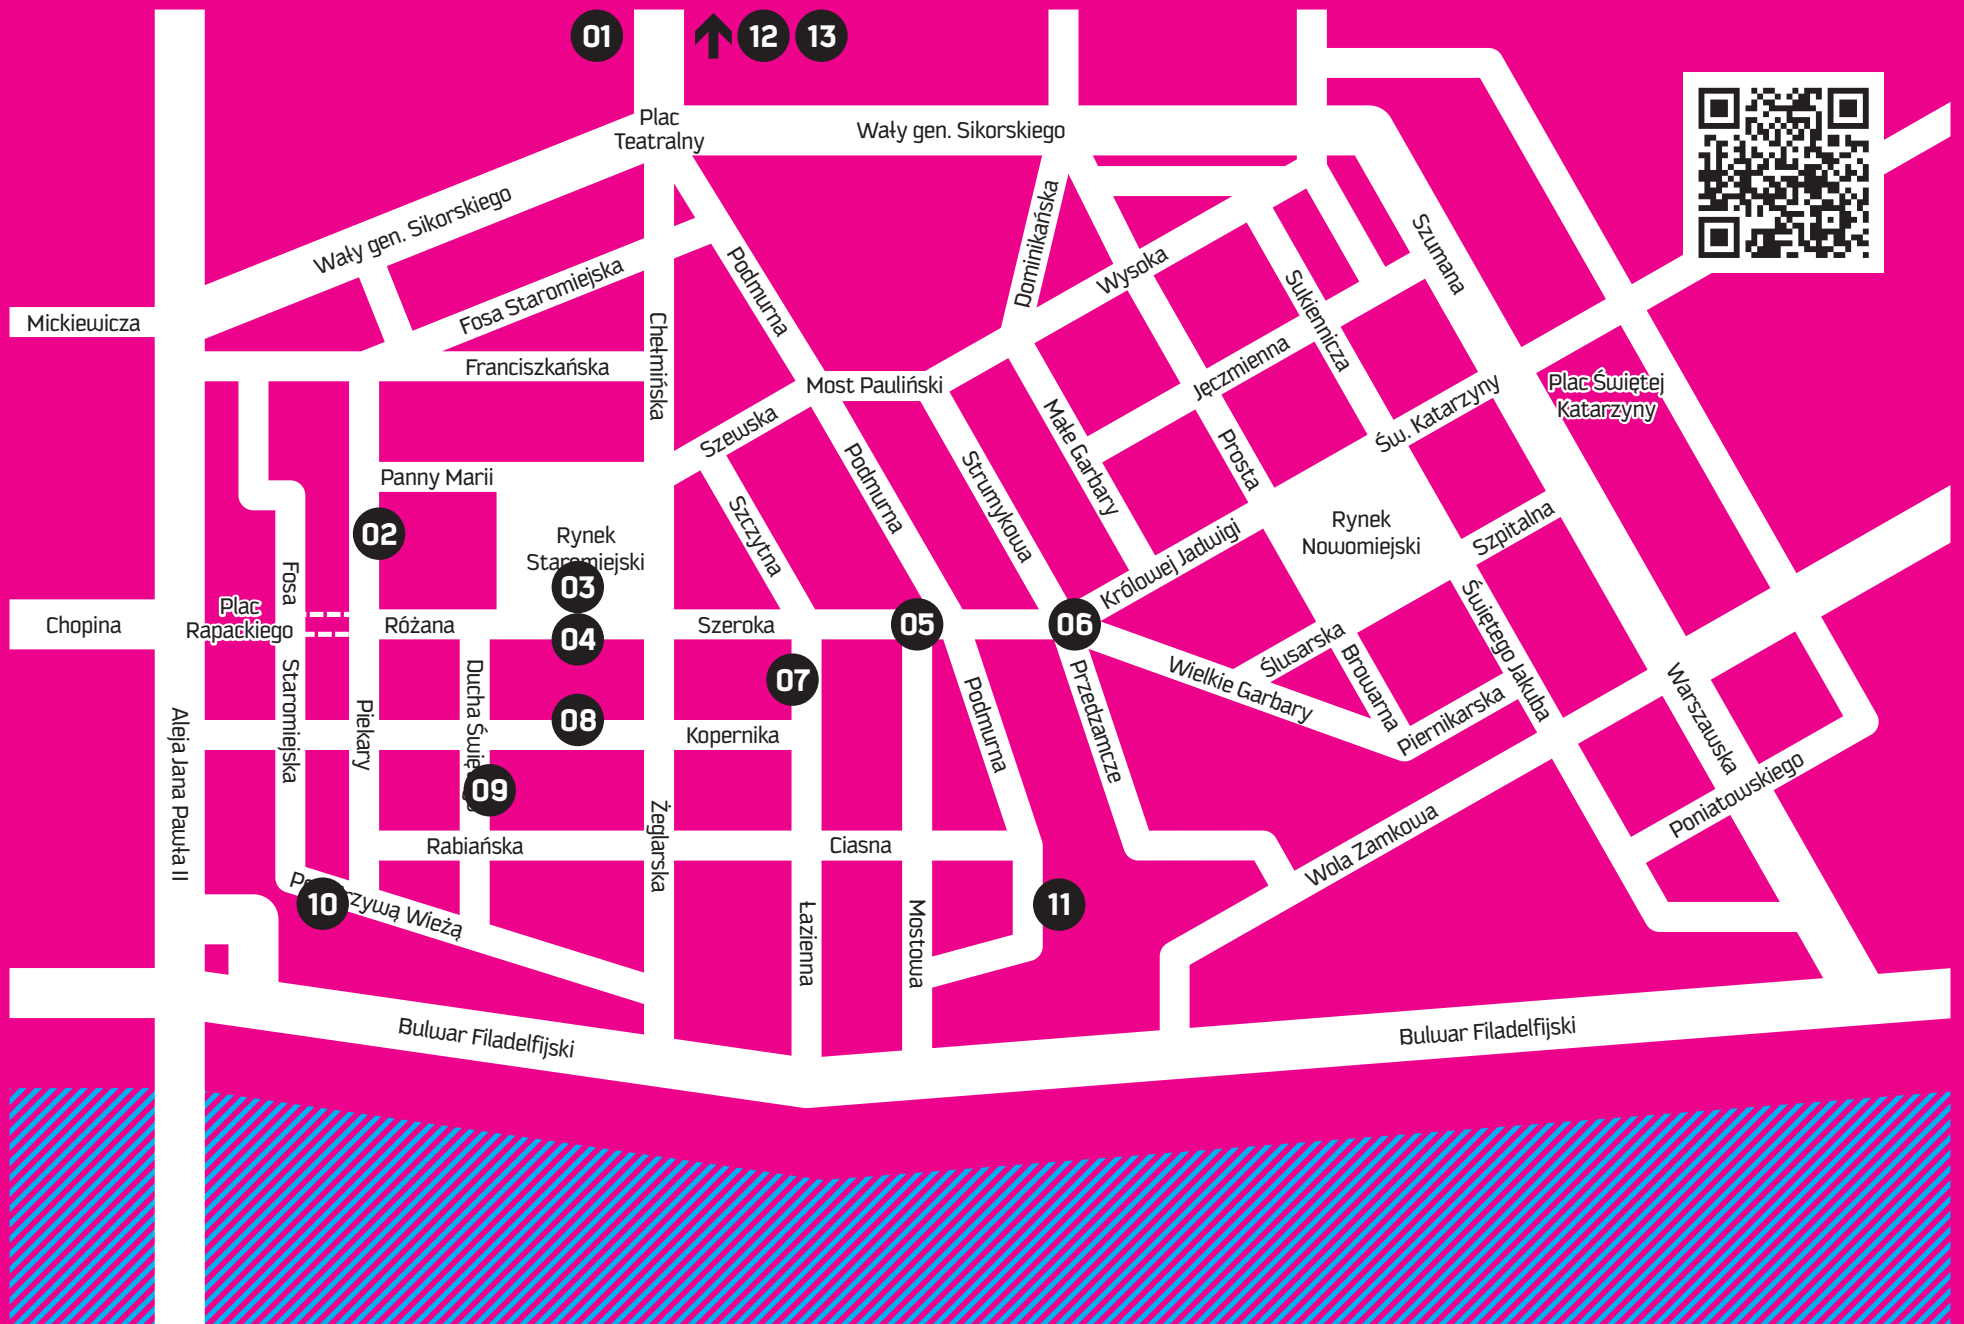 01
12
13
Plac
Teatralny
Wały gen. Sikorskiego
Wały gen. Sikorskiego
Dominikańska
Szumana
Mickiewicza
Fosa Staromiejska
Podmurna
Wysoka
Sukiennicza
Chełmińska
Franciszkańska
Most Pauliński
Jęczmienna
Plac Świętej
Katarzyny
Szewska
Małe Garbary
Św. Katarzyny
Panny Marii
Podmurna
Strumykowa
Prosta
Szczytna
02
Rynek
Staromiejski
03
Rynek
Nowomiejski
Szpitalna
Królowej Jadwigi
Fosa
Staromiejska
Plac
Rapackiego
Chopina
Różana
04
Szeroka
05
06
Świętego Jakuba
Ślusarska
Browarna
Wielkie Garbary
Piernikarska
07
08
Kopernika
Podmurna
Przedzamcze
Warszawska
Poniatowskiego
Aleja Jana Pawła II
Piekary
Ducha
09
Żeglarska
Rabiańska
Ciasna
Wola Zamkowa
10
Wieżą
11
Łazienna
Mostowa
Bulwar Filadelfijski
Bulwar Filadelfijski